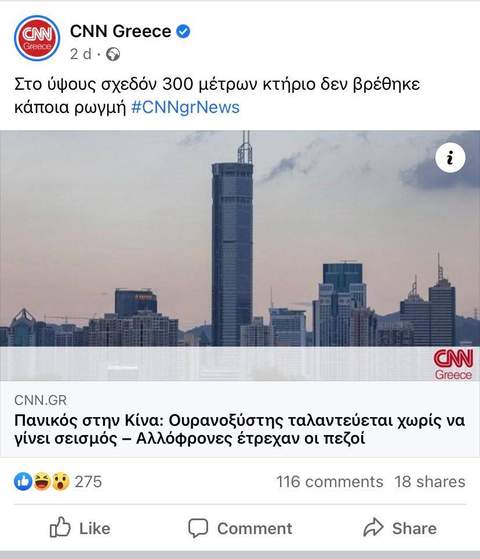 CNN
Greece
CNN Greece
2 d ·
Στο ύψους σχεδόν 300 μέτρων κτήριο δεν βρέθηκε
κάποια ρωγμή #CNNgrNews
i
CNN
Greece
CNN.GR
Πανικός στην Κίνα: Ουρανοξύστης ταλαντεύεται χωρίς να
γίνει σεισμός – Αλλόφρονες έτρεχαν οι πεζοί
275
116 comments 18 shares
Like Comment Share